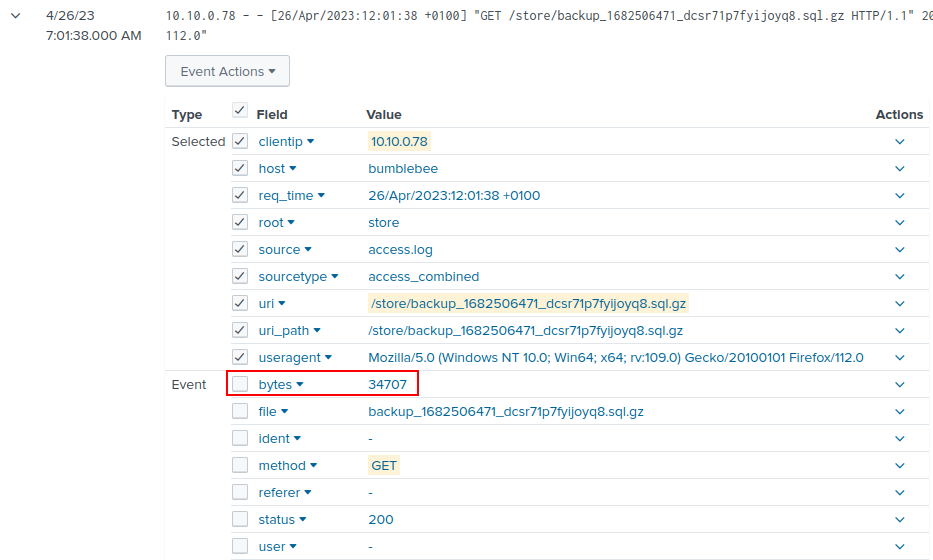 4/26/23 10.10.0.78 - - [26/Apr/2023:12:01:38 +0100] "GET /store/backup_1682506471_dcsr71p7fyijoyq8.sql.gz HTTP/1.1" 20
7:01:38.000 AM 112.0"
Event Actions
Type Field Value Actions
Selected clientip 10.10.0.78
host bumblebee
req_time 26/Apr/2023:12:01:38 +0100
root store
source access.log
sourcetype access_combined
uri /store/backup_1682506471_dcsr71p7fyijoyq8.sql.gz
uri_path /store/backup_1682506471_dcsr71p7fyijoyq8.sql.gz
useragent Mozilla/5.0 (Windows NT 10.0; Win64; x64; rv:109.0) Gecko/20100101 Firefox/112.0
Event bytes 34707
file backup_1682506471_dcsr71p7fyijoyq8.sql.gz
ident -
method GET
referer -
status 200
user -